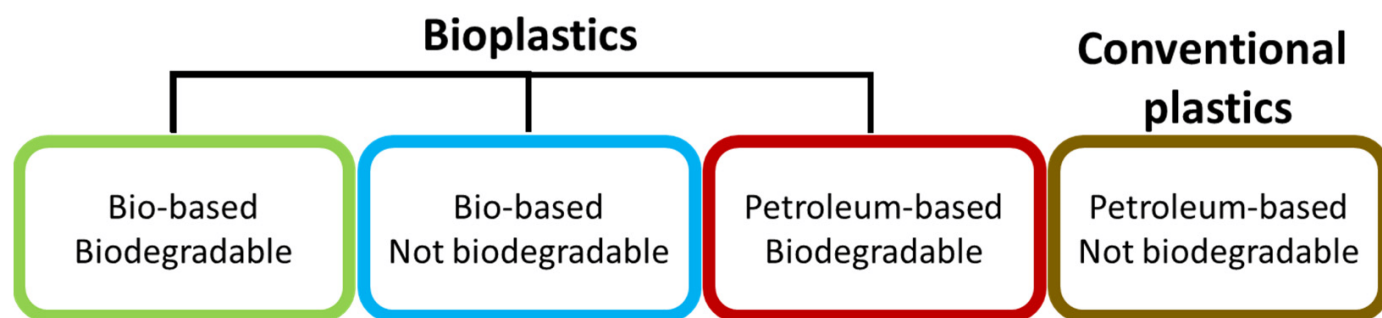 Bioplastics
Conventional
plastics
Bio-based
Biodegradable
Bio-based
Not biodegradable
Petroleum-based
Biodegradable
Petroleum-based
Not biodegradable